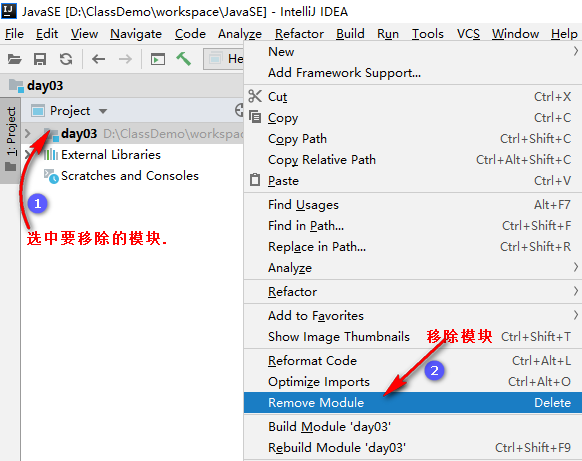 JavaSE [D:\ClassDemo\workspace\JavaSE] - IntelliJ IDEA
File Edit View Navigate Code Analyze Refactor Build Run Tools VCS Window Help
He
day03
1: Project
Project
day03 D:\ClassDemo\workspac
External Libraries
Scratches and Consoles
1
选中要移除的模块.
New
Add Framework Support...
Cut Ctrl+X
Copy Ctrl+C
Copy Path Ctrl+Shift+C
Copy Relative Path Ctrl+Alt+Shift+C
Paste Ctrl+V
Find Usages Alt+F7
Find in Path... Ctrl+Shift+F
Replace in Path... Ctrl+Shift+R
Analyze
Refactor
Add to Favorites
Show Image Thumbnails Ctrl+Shift+T
移除模块
Reformat Code Ctrl+Alt+L
2
Optimize Imports Ctrl+Alt+O
Remove Module Delete
Build Module 'day03'
Rebuild Module 'day03' Ctrl+Shift+F9